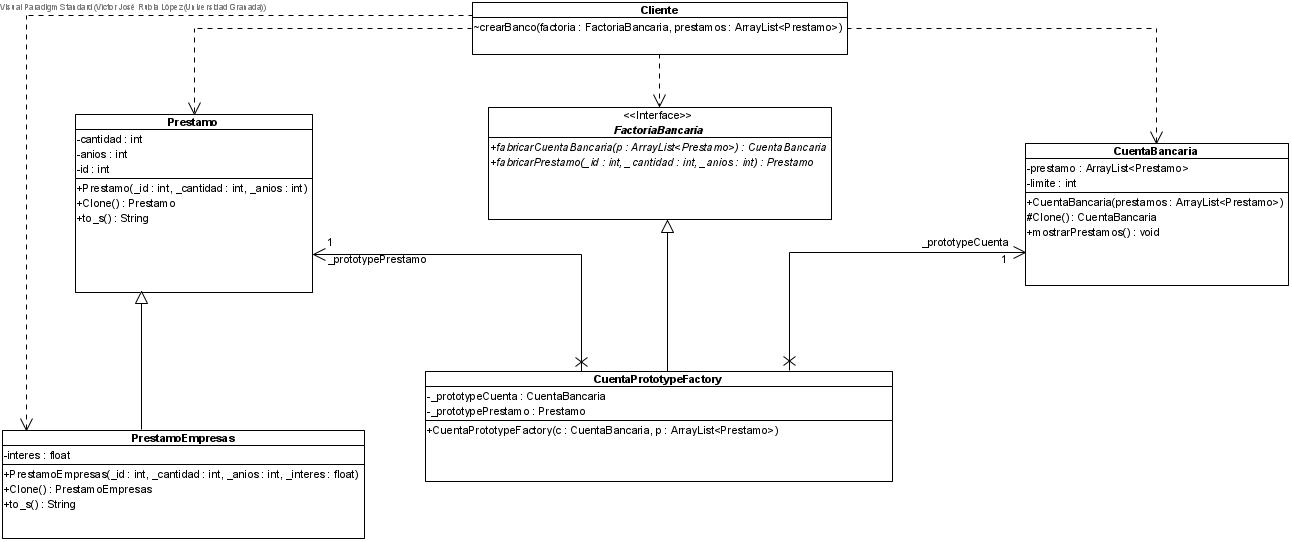 Visual Paradigm Standard(Víctor José Rubia López(Universidad Granada))
Cliente
~crearBanco(factoria : FactoriaBancaria, prestamos : ArrayList<Prestamo>)
Prestamo
-cantidad : int
-anios : int
-id : int
+Prestamo(_id : int, _cantidad : int, _anios : int)
+Clone() : Prestamo
+to_s() : String
<<Interface>>
FactoriaBancaria
+fabricarCuentaBancaria(p : ArrayList<Prestamo>) : CuentaBancaria
+fabricarPrestamo(_id : int, _cantidad : int, _anios : int) : Prestamo
CuentaBancaria
-prestamo : ArrayList<Prestamo>
-limite : int
+CuentaBancaria(prestamos : ArrayList<Prestamo>)
#Clone() : CuentaBancaria
+mostrarPrestamos() : void
1
_prototypePrestamo
_prototypeCuenta
1
CuentaPrototypeFactory
-_prototypeCuenta : CuentaBancaria
-_prototypePrestamo : Prestamo
+CuentaPrototypeFactory(c : CuentaBancaria, p : ArrayList<Prestamo>)
PrestamoEmpresas
-interes : float
+PrestamoEmpresas(_id : int, _cantidad : int, _anios : int, _interes : float)
+Clone() : PrestamoEmpresas
+to_s() : String